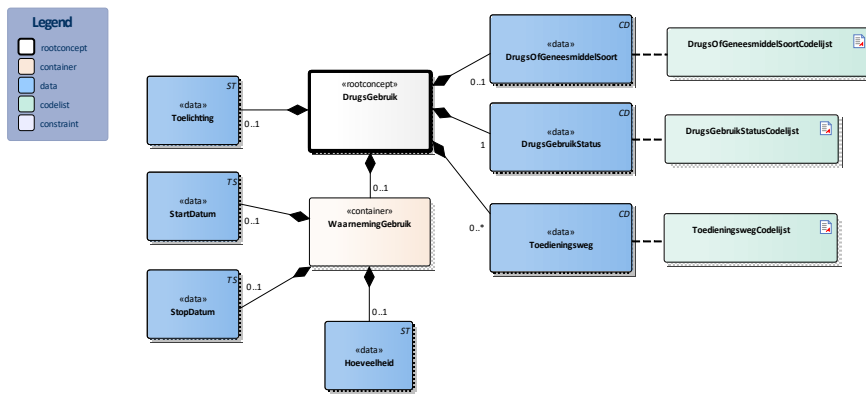 Legend
rootconcept
container
data
codelist
constraint
ST
«data»
Toelichting
0..1
«rootconcept»
DrugsGebruik
CD
«data»
DrugsOfGeneesmiddelSoort
0..1
DrugsOfGeneesmiddelSoortCodelijst
CD
«data»
DrugsGebruikStatus
1
DrugsGebruikStatusCodelijst
TS
«data»
StartDatum
0..1
0..1
«container»
WaarnemingGebruik
CD
«data»
Toedieningsweg
0..*
ToedieningswegCodelijst
TS
«data»
StopDatum
0..1
0..1
ST
«data»
Hoeveelheid